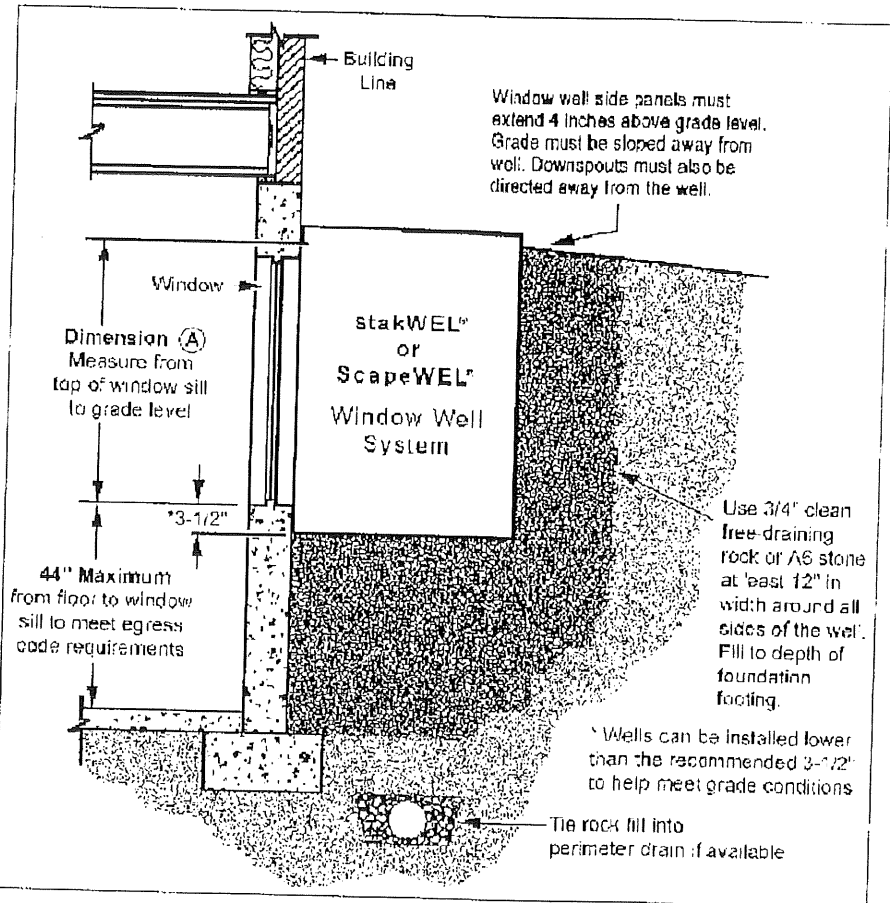 Building
Line
Window well side panels must
extend 4 inches above grade level.
Grade must be sloped away from
well. Downspouts must also be
directed away from the well.
Window
Dimension (A)
Measure from
top of window sill
to grade level
stakWEL®
or
ScapeWEL®
Window Well
System
*3-1/2"
44" Maximum
from floor to window
sill to meet egress
code requirements
Use 3/4" clean
free-draining
rock or A6 stone
at least 12" in
width around all
sides of the well.
Fill to depth of
foundation
footing.
* Wells can be installed lower
than the recommended 3-1/2"
to help meet grade conditions
Tie rock fill into
perimeter drain if available